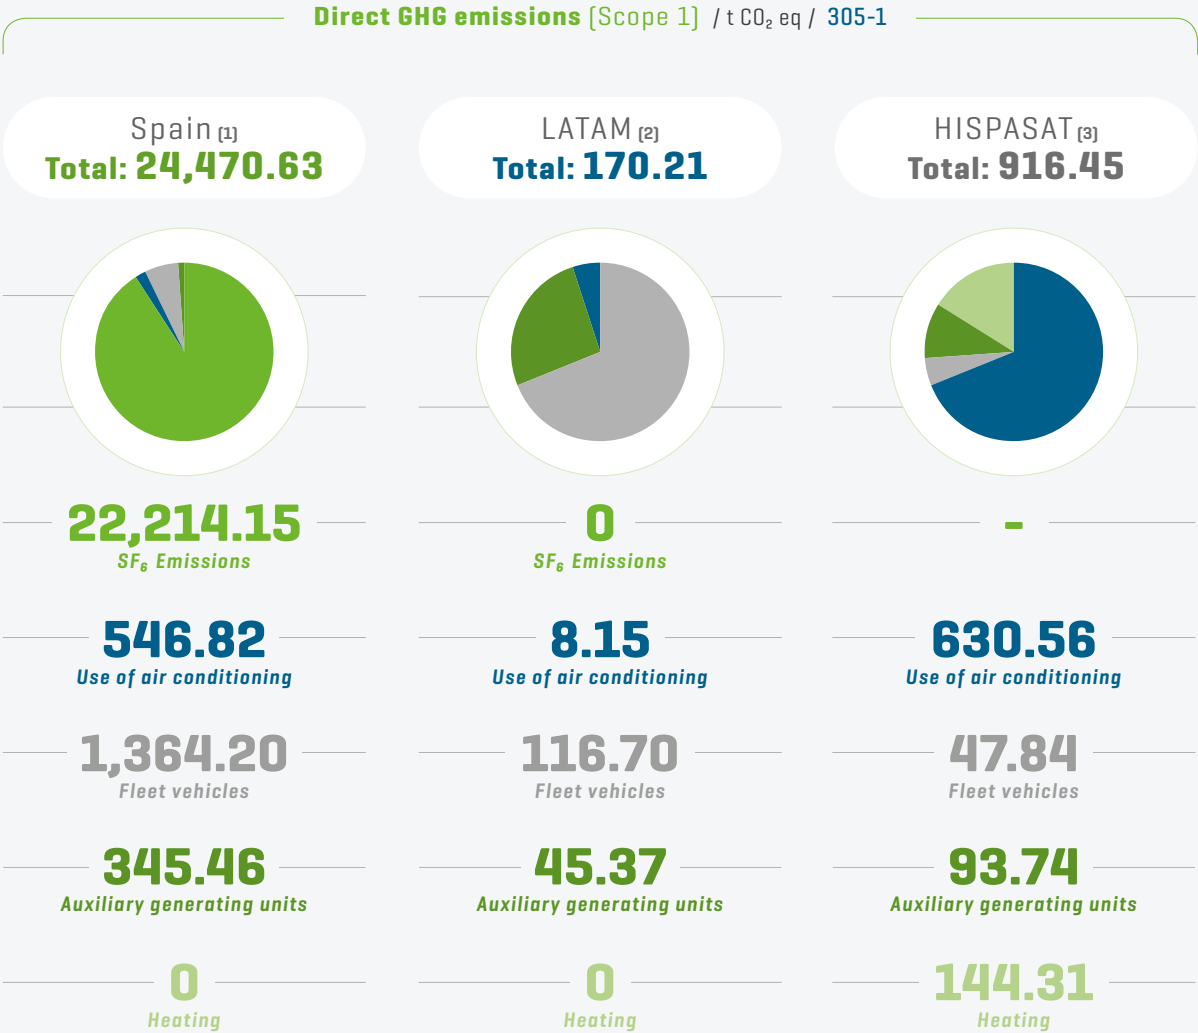 Direct GHG emissions (Scope 1) / t CO₂ eq / 305-1
Spain (1)
Total: 24,470.63
LATAM (2)
Total: 170.21
HISPASAT (3)
Total: 916.45
22,214.15
SF₆ Emissions
0
SF₆ Emissions
-
546.82
Use of air conditioning
8.15
Use of air conditioning
630.56
Use of air conditioning
1,364.20
Fleet vehicles
116.70
Fleet vehicles
47.84
Fleet vehicles
345.46
Auxiliary generating units
45.37
Auxiliary generating units
93.74
Auxiliary generating units
0
Heating
0
Heating
144.31
Heating